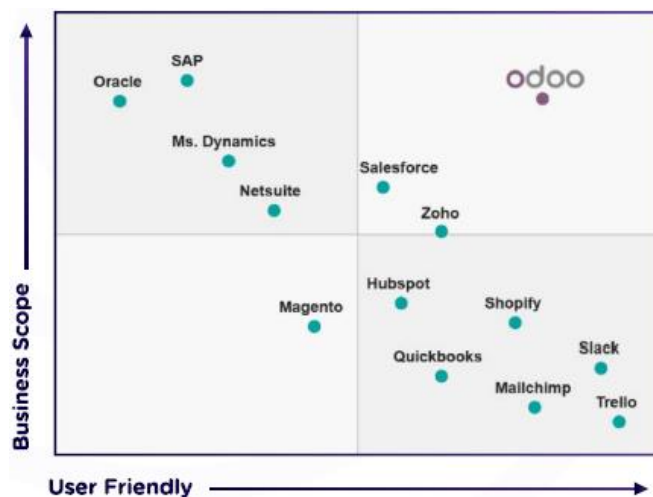 SAP
Oracle
odoo
Ms. Dynamics
Salesforce
Netsuite
Zoho
Hubspot
Magento
Shopify
Quickbooks
Slack
Mailchimp
Trello
Business Scope
User Friendly